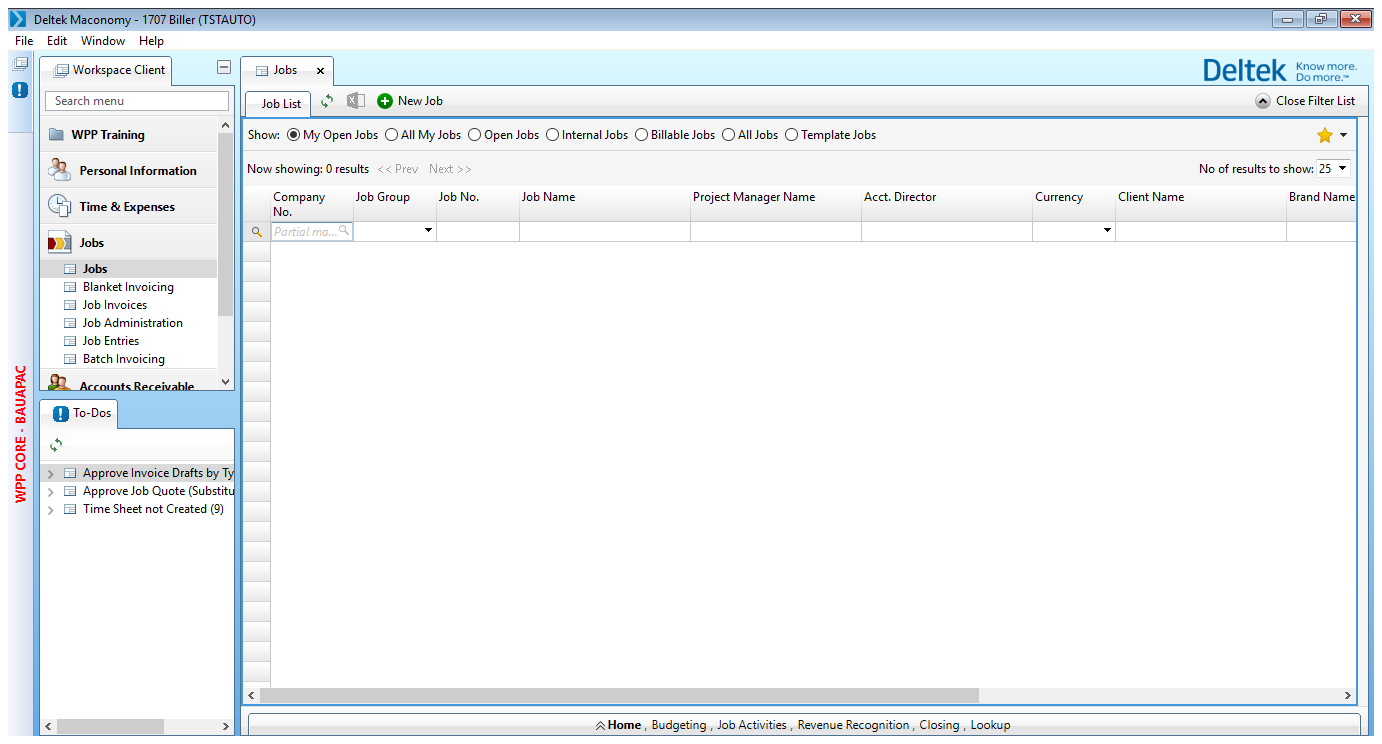 Deltek Maconomy - 1707 Biller (TSTAUTO)
File Edit Window Help
Workspace Client
Search menu
WPP Training
Personal Information
Time & Expenses
Jobs
Jobs
Blanket Invoicing
Job Invoices
Job Administration
Job Entries
Batch Invoicing
Accounts Receivable
WPP CORE - BAUAPAC
To-Dos
Approve Invoice Drafts by Ty
Approve Job Quote (Substitu
Time Sheet not Created (9)
Jobs x
Deltek Know more.
Do more.™
Job List New Job Close Filter List
Show: My Open Jobs All My Jobs Open Jobs Internal Jobs Billable Jobs All Jobs Template Jobs
Now showing: 0 results << Prev Next >> No of results to show: 25
Company Job Group Job No. Job Name Project Manager Name Acct. Director Currency Client Name Brand Name
No.
Partial ma...
Home , Budgeting , Job Activities , Revenue Recognition , Closing , Lookup